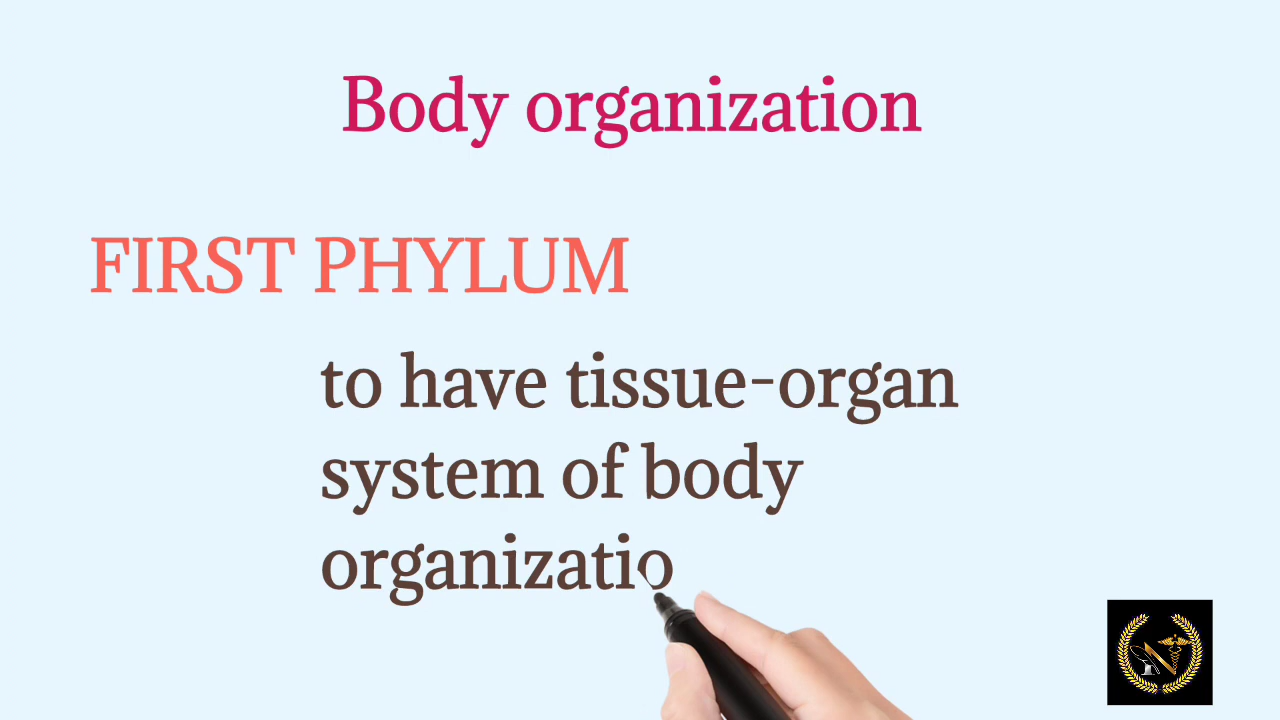 Body organization
FIRST PHYLUM
to have tissue-organ
system of body
organizatio